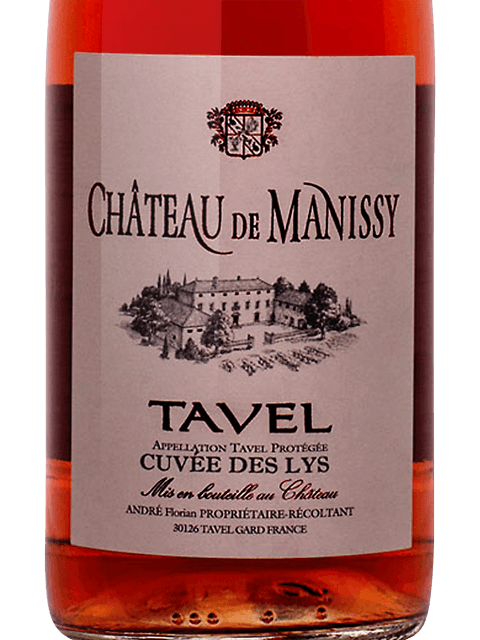 CHÂTEAU DE MANISSY
TAVEL
APPELLATION TAVEL PROTÉGÉE
CUVÉE DES LYS
Mis en bouteille au Château
ANDRÉ Florian PROPRIÉTAIRE-RÉCOLTANT
30126 TAVEL GARD FRANCE